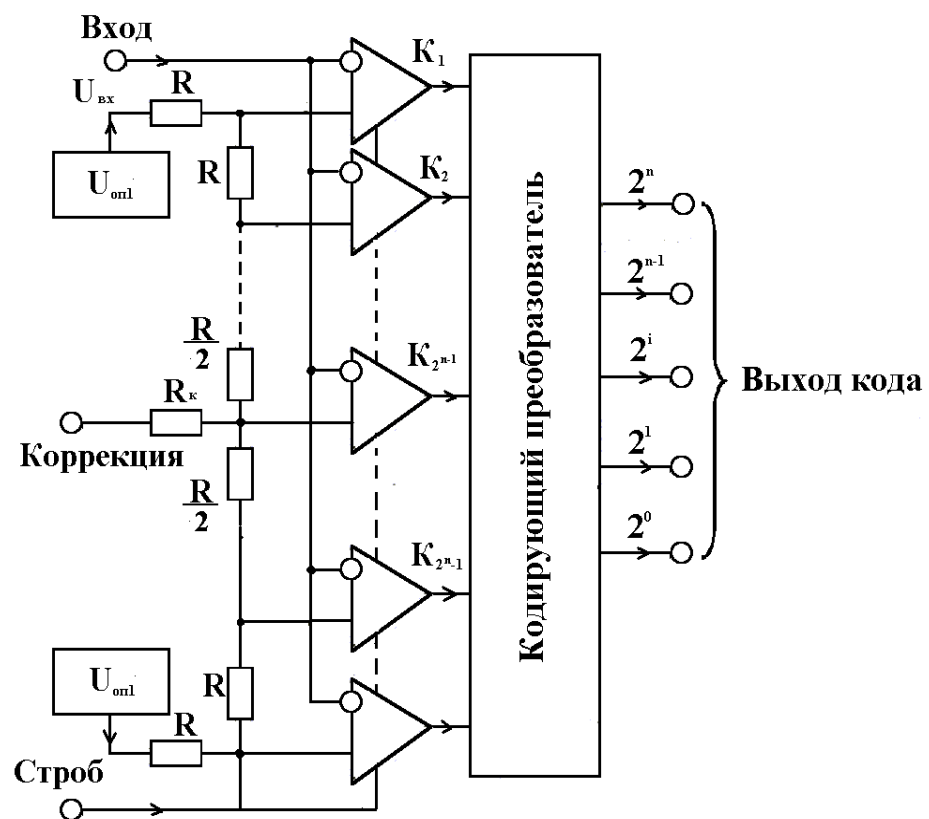 Вход
K₁
Uвх
R
Uоп1
R
K₂
R/2
K2ⁿ⁻¹
Rк
Коррекция
R/2
K2ⁿ-1
Uоп1
R
R
Строб
Кодирующий преобразователь
2ⁿ
2ⁿ⁻¹
2ⁱ
2¹
2⁰
Выход кода